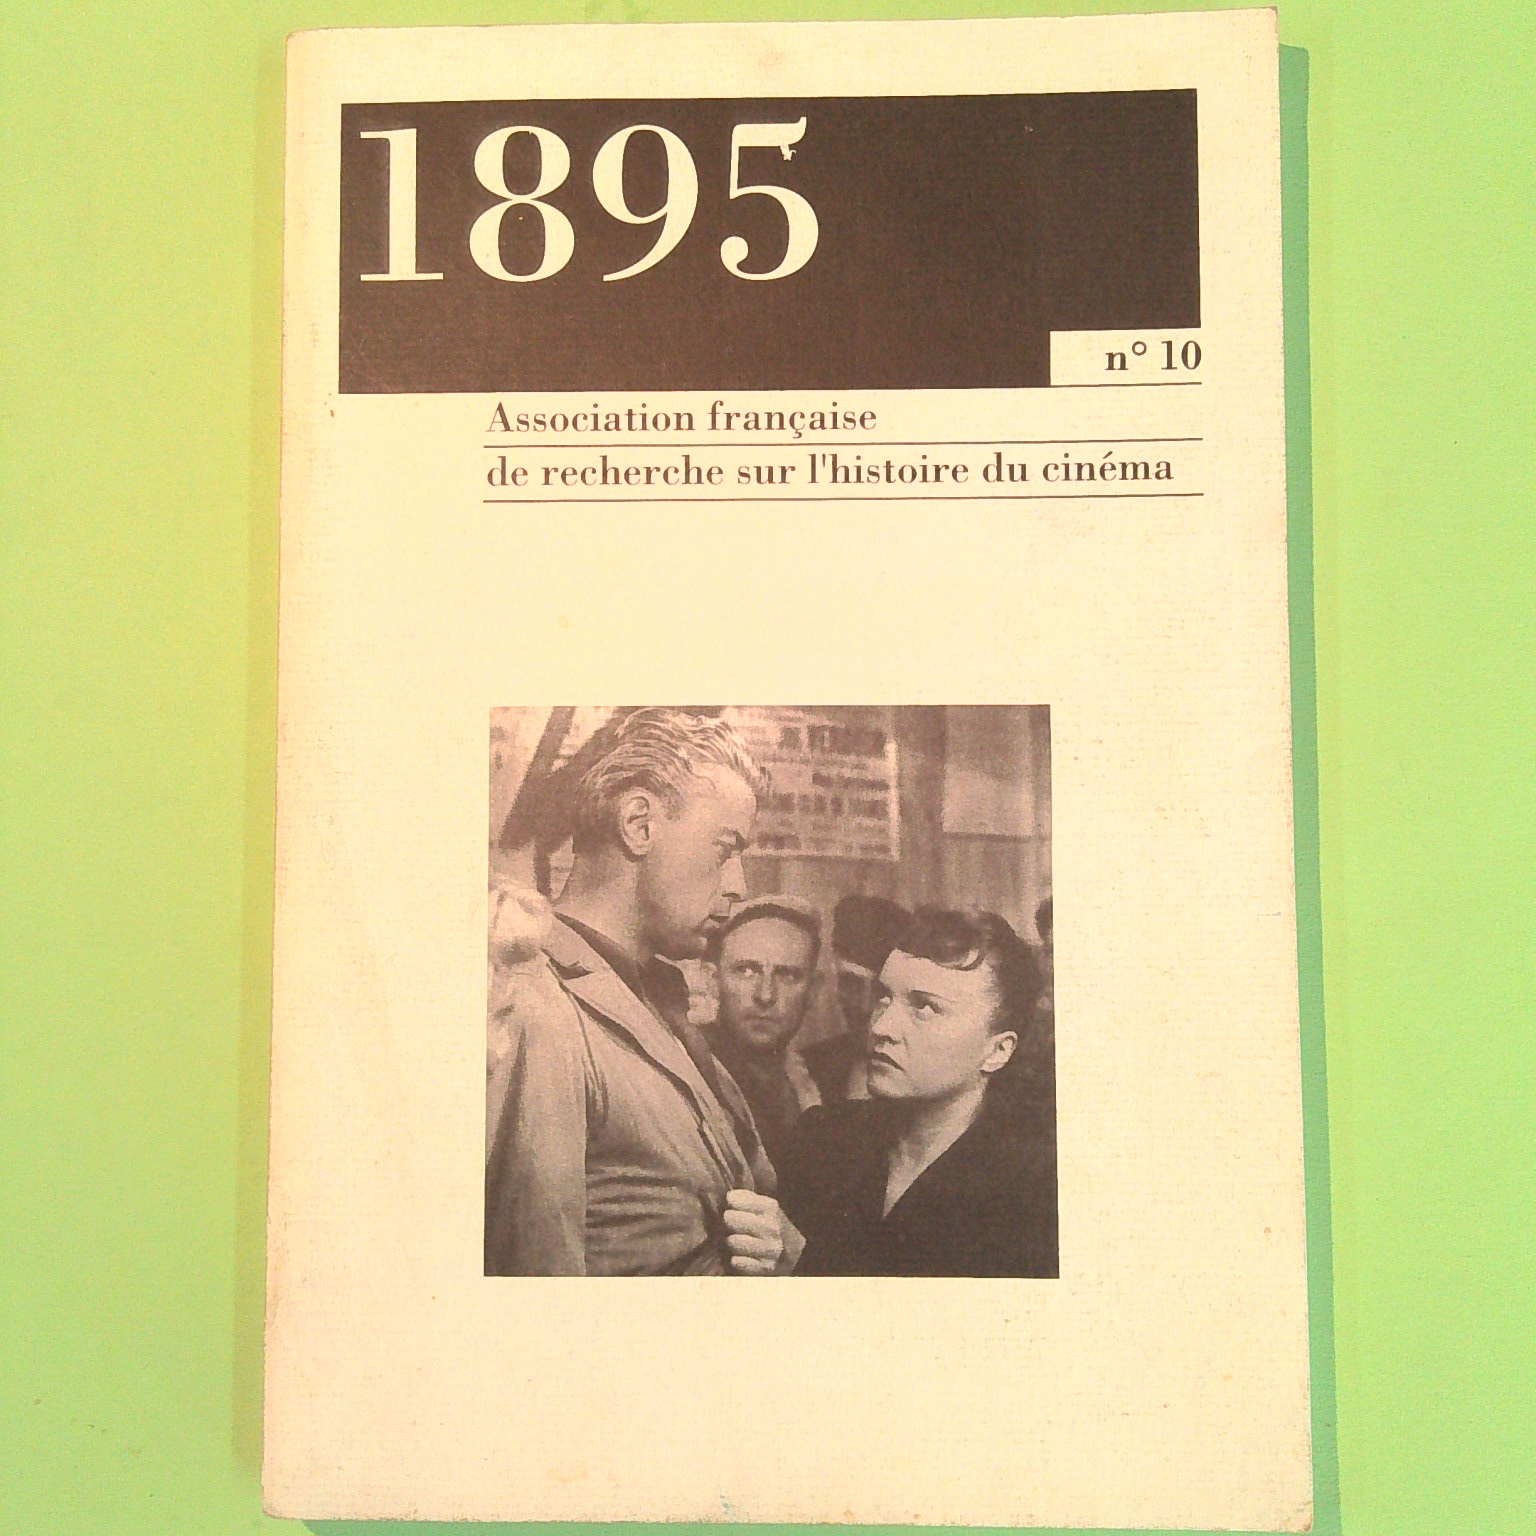 1895
n° 10
Association française
de recherche sur l'histoire du cinéma